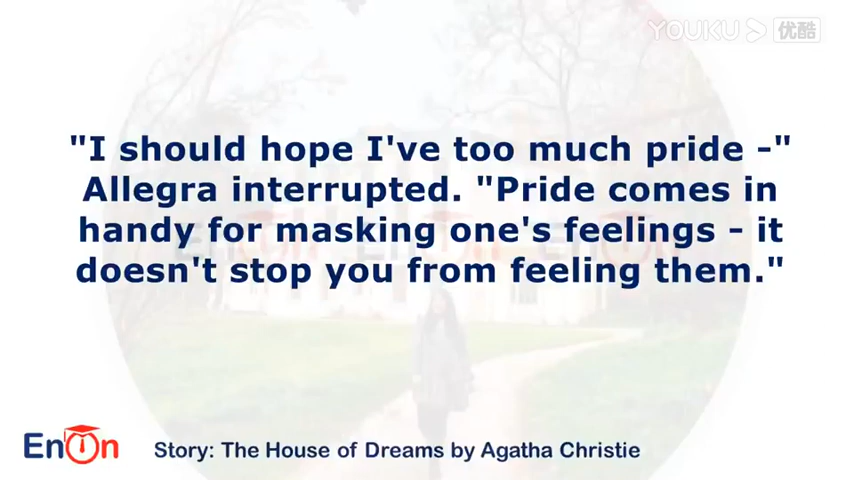 YOUKU 优酷
"I should hope I've too much pride -"
Allegra interrupted. "Pride comes in
handy for masking one's feelings - it
doesn't stop you from feeling them."
EnOn
Story: The House of Dreams by Agatha Christie